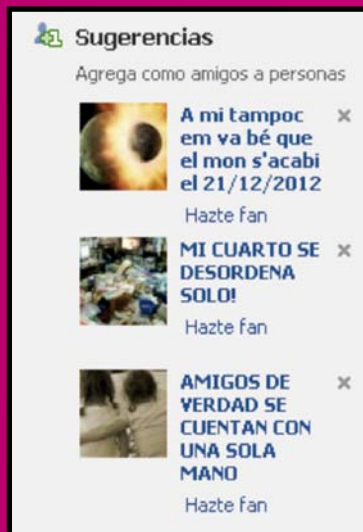 Sugerencias
Agrega como amigos a personas
A mi tampoc
em va bé que
el mon s'acabi
el 21/12/2012
Hazte fan
MI CUARTO SE
DESORDENA
SOLO!
Hazte fan
AMIGOS DE
VERDAD SE
CUENTAN CON
UNA SOLA
MANO
Hazte fan